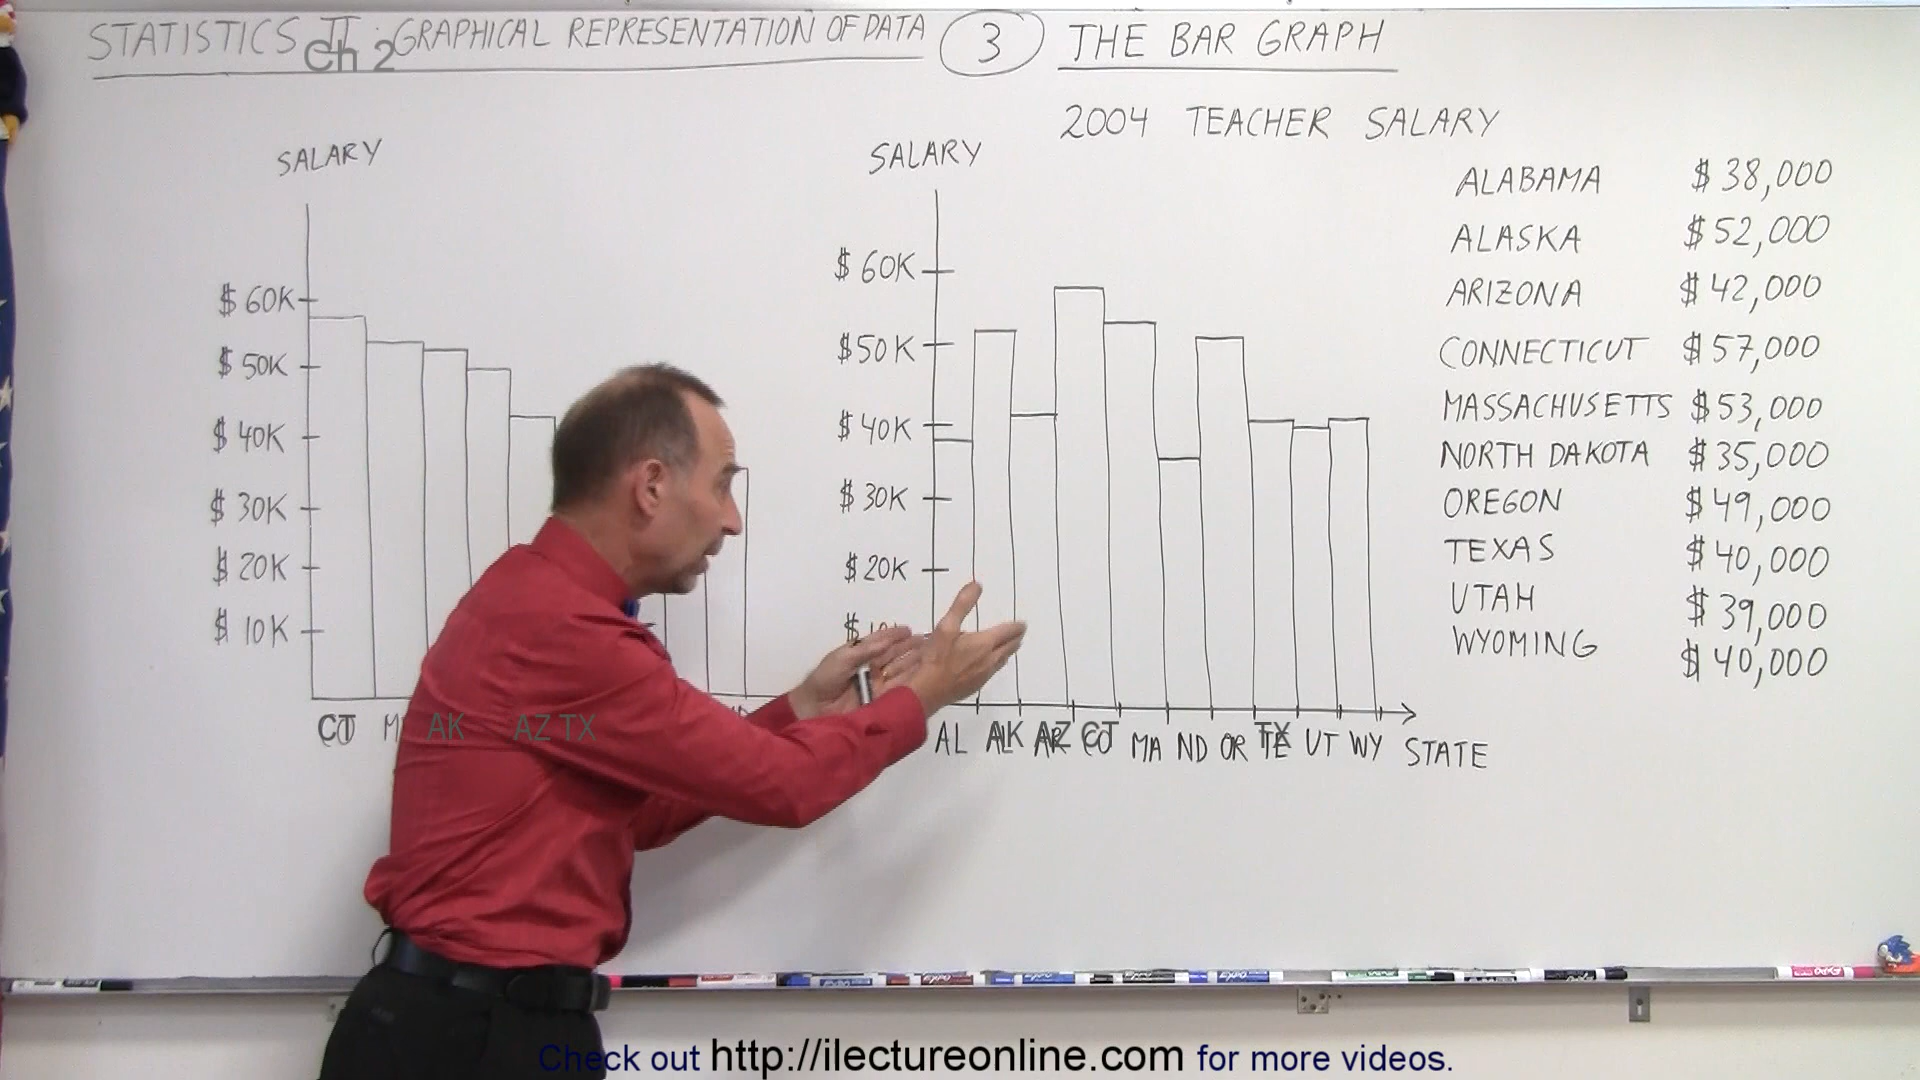 STATISTICS Ch 2 : GRAPHICAL REPRESENTATION OF DATA 3 THE BAR GRAPH
2004 TEACHER SALARY
SALARY
$ 60K
$ 50K
$ 40K
$ 30K
$ 20K
$ 10K
CT AK AZ TX
SALARY
$ 60K
$ 50K
$ 40K
$ 30K
$ 20K
AL AK AZ CT MA ND OR TX UT WY STATE
ALABAMA $ 38,000
ALASKA $ 52,000
ARIZONA $ 42,000
CONNECTICUT $ 57,000
MASSACHUSETTS $ 53,000
NORTH DAKOTA $ 35,000
OREGON $ 49,000
TEXAS $ 40,000
UTAH $ 39,000
WYOMING $ 40,000
Check out http://ilectureonline.com for more videos.